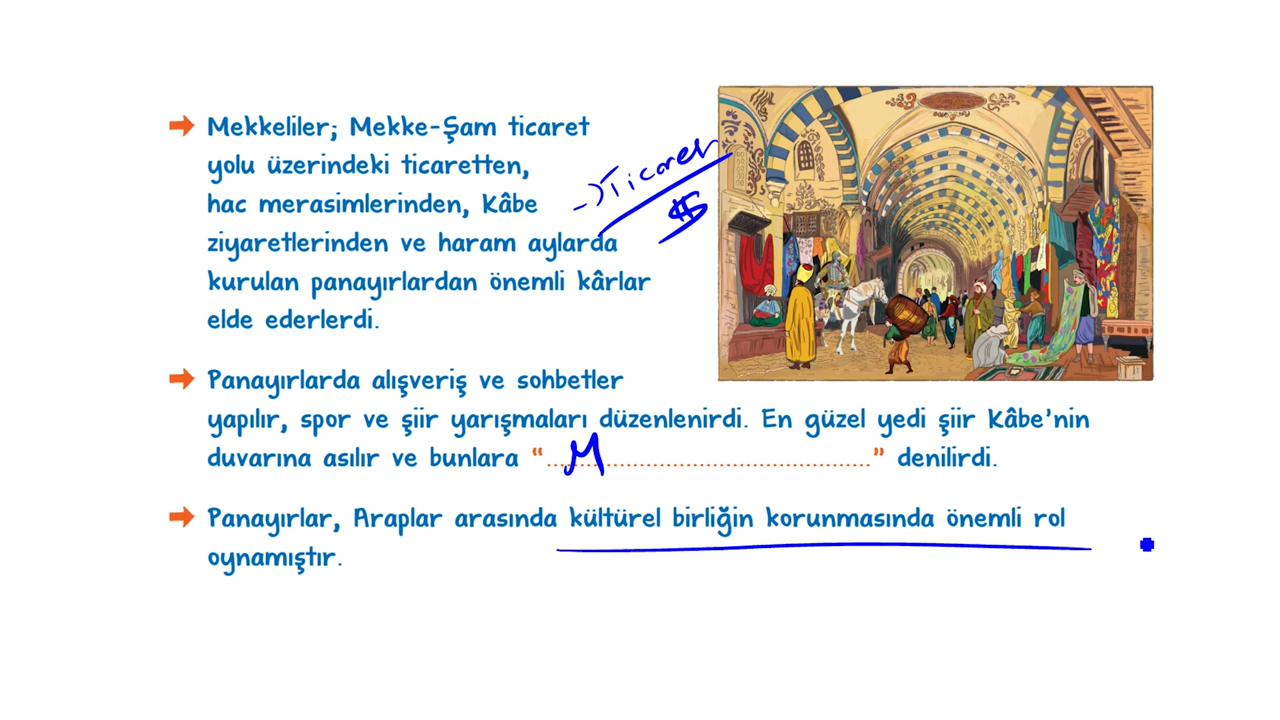 Mekkeliler; Mekke-Şam ticaret
yolu üzerindeki ticaretten,
hac merasimlerinden, Kâbe
ziyaretlerinden ve haram aylarda
kurulan panayırlardan önemli kârlar
elde ederlerdi.
Ticaret
$
Panayırlarda alışveriş ve sohbetler
yapılır, spor ve şiir yarışmaları düzenlenirdi. En güzel yedi şiir Kâbe'nin
duvarına asılır ve bunlara “...M...............................................” denilirdi.
Panayırlar, Araplar arasında kültürel birliğin korunmasında önemli rol
oynamıştır.